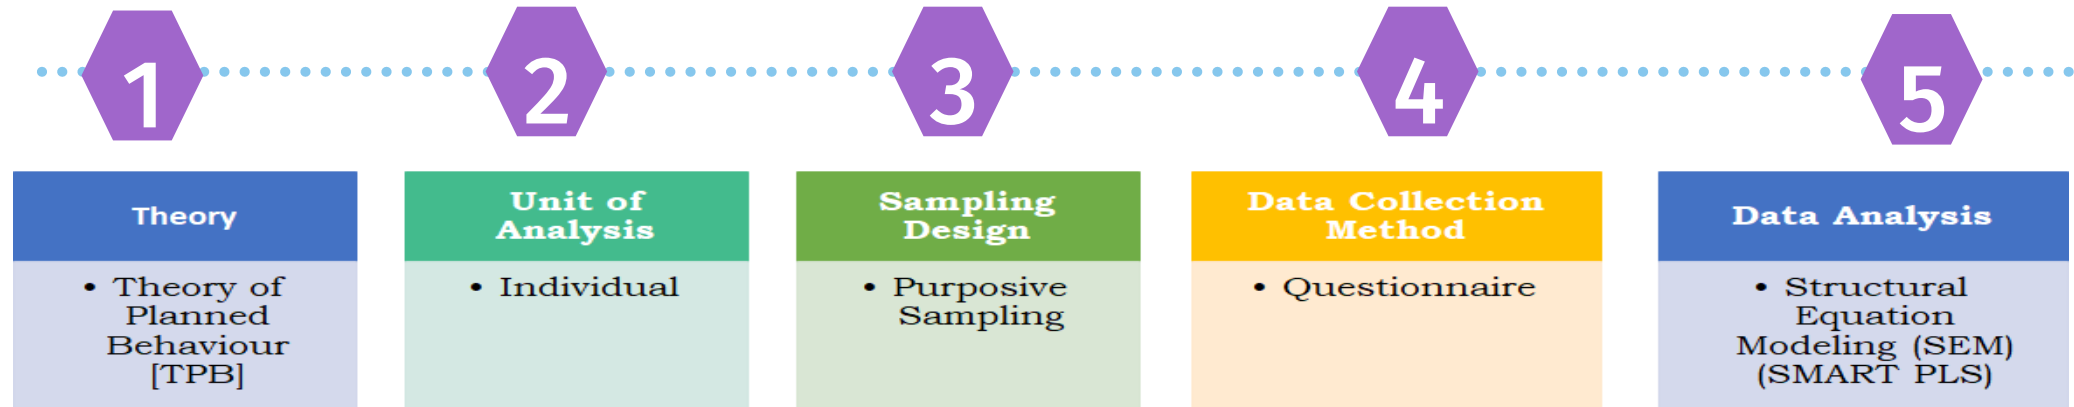 1
2
3
4
5
Theory
• Theory of
Planned
Behaviour
[TPB]
Unit of
Analysis
• Individual
Sampling
Design
• Purposive
Sampling
Data Collection
Method
• Questionnaire
Data Analysis
• Structural
Equation
Modeling (SEM)
(SMART PLS)